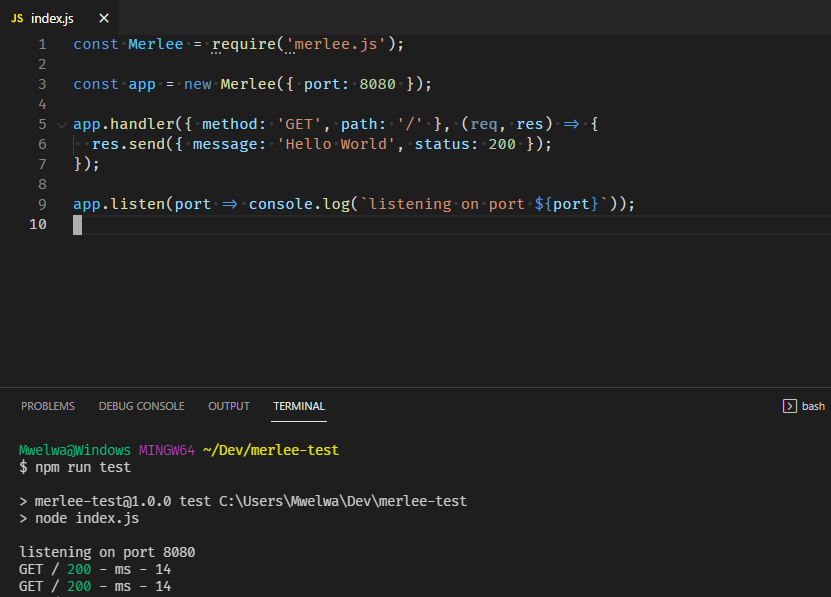 JS index.js ×
1 const Merlee = require('merlee.js');
2
3 const app = new Merlee({ port: 8080 });
4
5 app.handler({ method: 'GET', path: '/' }, (req, res) => {
6   res.send({ message: 'Hello World', status: 200 });
7 });
8
9 app.listen(port => console.log(`listening on port ${port}`));
10
PROBLEMS DEBUG CONSOLE OUTPUT TERMINAL bash
Mwelwa@Windows MINGW64 ~/Dev/merlee-test
$ npm run test
> merlee-test@1.0.0 test C:\Users\Mwelwa\Dev\merlee-test
> node index.js
listening on port 8080
GET / 200 - ms - 14
GET / 200 - ms - 14